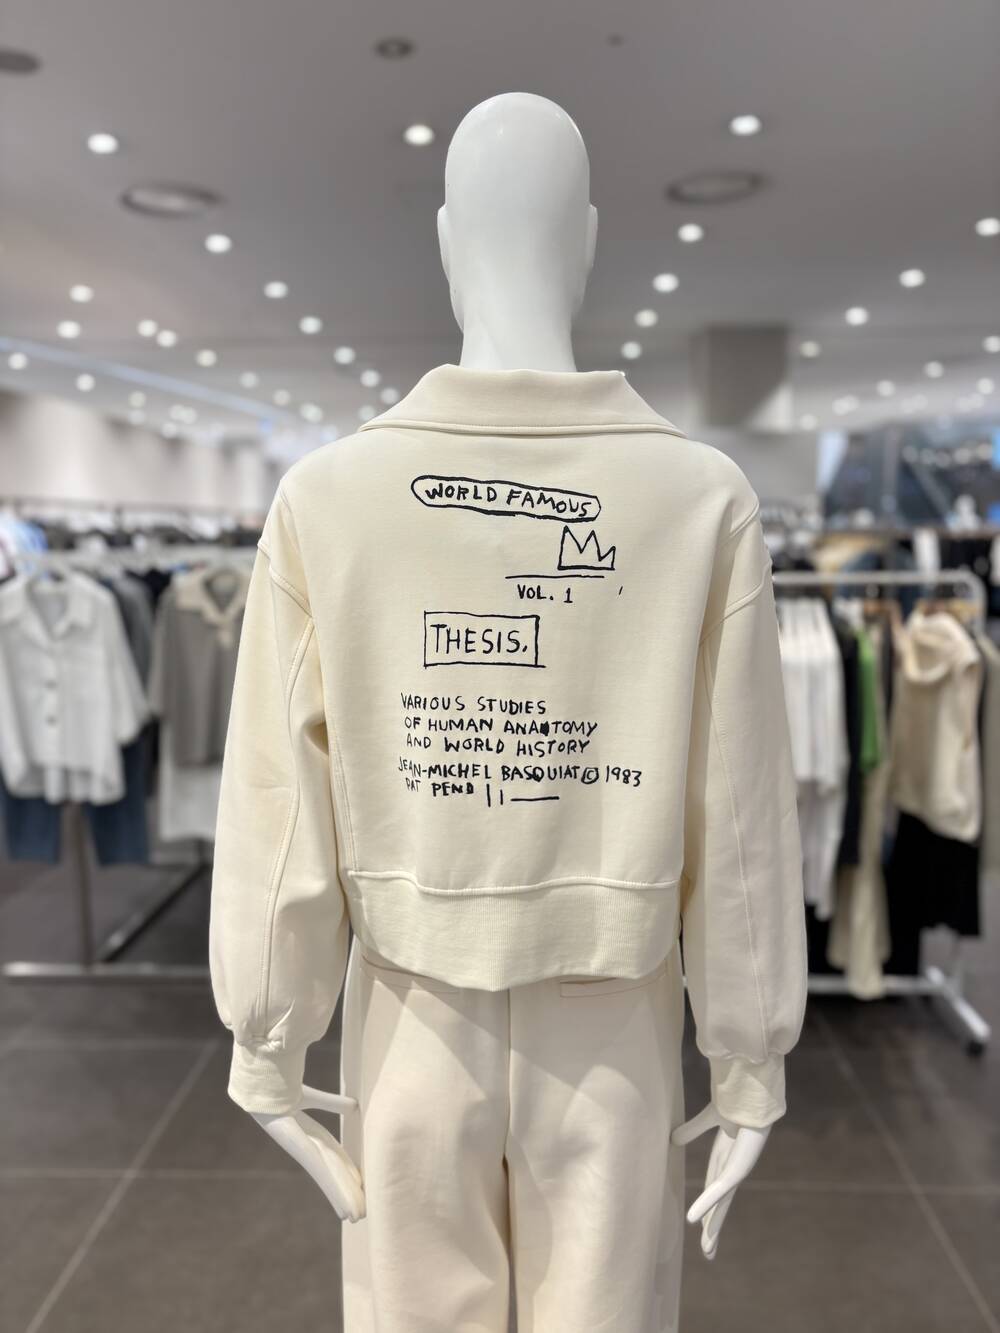 WORLD FAMOUS
VOL. 1
THESIS.
VARIOUS STUDIES
OF HUMAN ANATOMY
AND WORLD HISTORY
JEAN-MICHEL BASQUIAT © 1983
PAT PEND